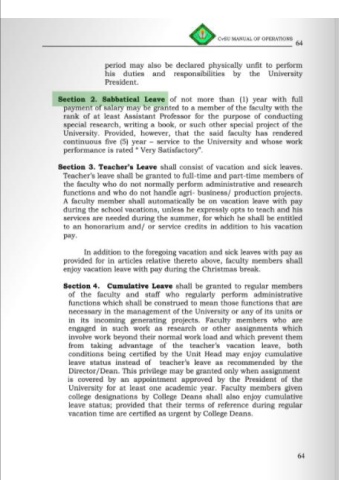 CvSU MANUAL OF OPERATIONS
64
period may also be declared physically unfit to perform
his duties and responsibilities by the University
President.
Section 2. Sabbatical Leave of not more than (1) year with full
payment of salary may be granted to a member of the faculty with the
rank of at least Assistant Professor for the purpose of conducting
special research, writing a book, or such other special project of the
University. Provided, however, that the said faculty has rendered
continuous five (5) year – service to the University and whose work
performance is rated “ Very Satisfactory”.
Section 3. Teacher’s Leave shall consist of vacation and sick leaves.
Teacher’s leave shall be granted to full-time and part-time members of
the faculty who do not normally perform administrative and research
functions and who do not handle agri- business/ production projects.
A faculty member shall automatically be on vacation leave with pay
during the school vacations, unless he expressly opts to teach and his
services are needed during the summer, for which he shall be entitled
to an honorarium and/ or service credits in addition to his vacation
pay.
In addition to the foregoing vacation and sick leaves with pay as
provided for in articles relative thereto above, faculty members shall
enjoy vacation leave with pay during the Christmas break.
Section 4. Cumulative Leave shall be granted to regular members
of the faculty and staff who regularly perform administrative
functions which shall be construed to mean those functions that are
necessary in the management of the University or any of its units or
in its incoming generating projects. Faculty members who are
engaged in such work as research or other assignments which
involve work beyond their normal work load and which prevent them
from taking advantage of the teacher’s vacation leave, both
conditions being certified by the Unit Head may enjoy cumulative
leave status instead of teacher’s leave as recommended by the
Director/Dean. This privilege may be granted only when assignment
is covered by an appointment approved by the President of the
University for at least one academic year. Faculty members given
college designations by College Deans shall also enjoy cumulative
leave status; provided that their terms of reference during regular
vacation time are certified as urgent by College Deans.
64